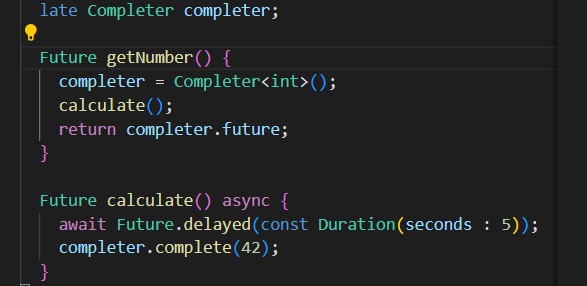 late Completer completer;
Future getNumber() {
completer = Completer<int>();
calculate();
return completer.future;
}
Future calculate() async {
await Future.delayed(const Duration(seconds : 5));
completer.complete(42);
}